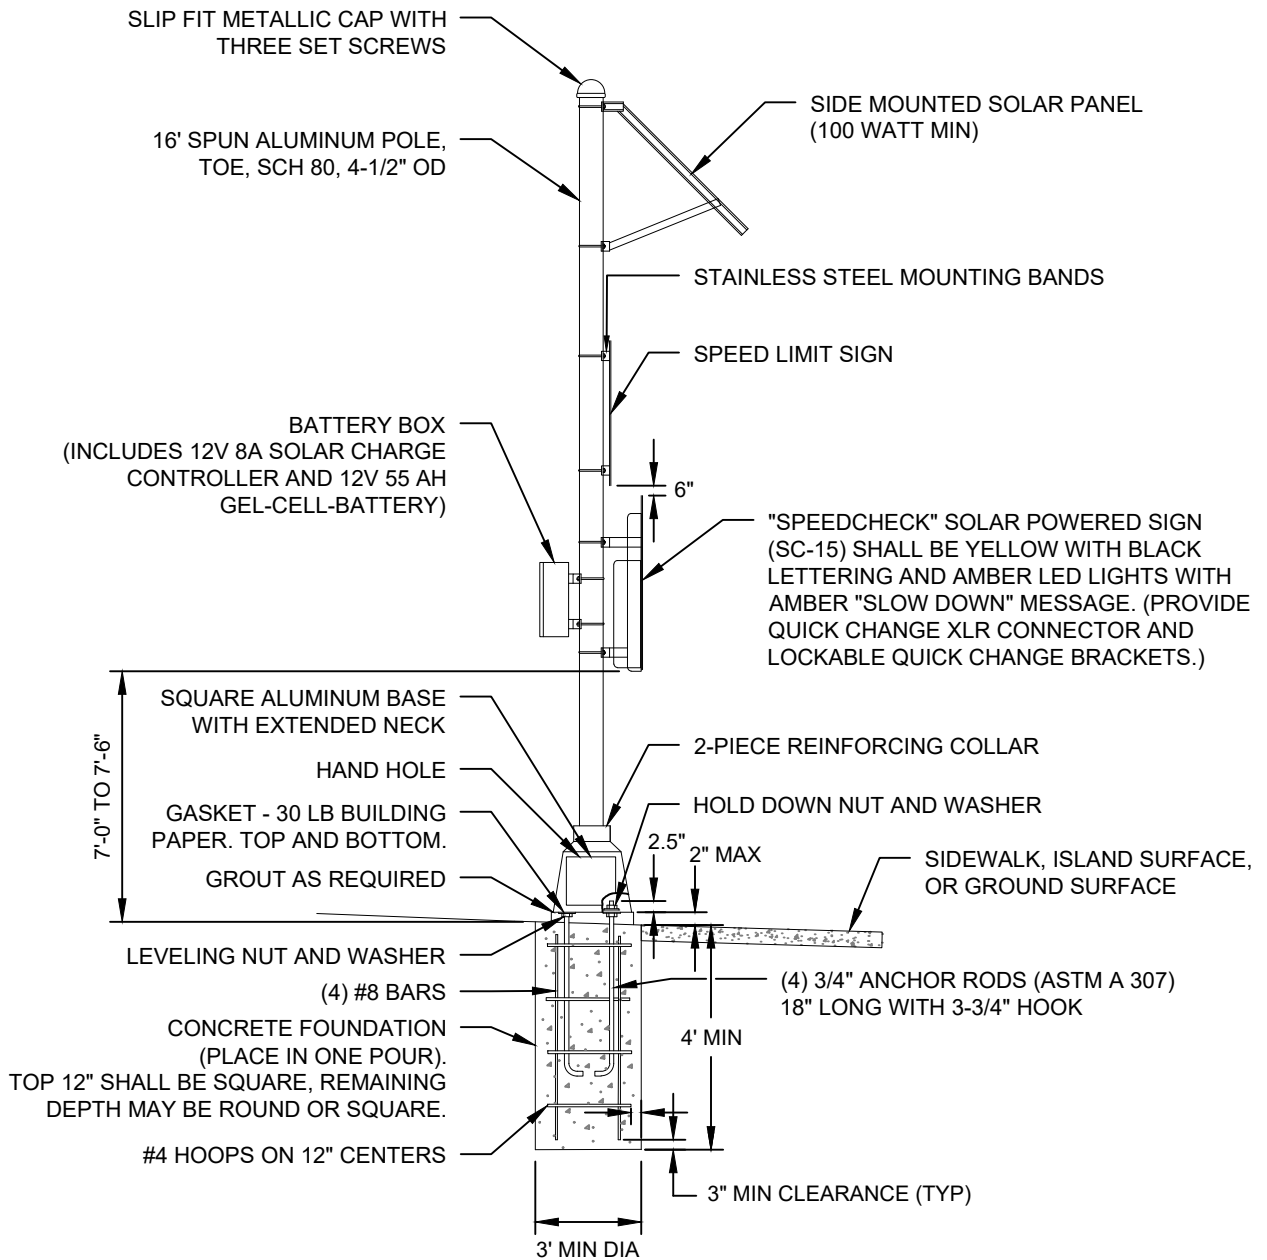 SLIP FIT METALLIC CAP WITH
THREE SET SCREWS
SIDE MOUNTED SOLAR PANEL
(100 WATT MIN)
16' SPUN ALUMINUM POLE,
TOE, SCH 80, 4-1/2" OD
STAINLESS STEEL MOUNTING BANDS
SPEED LIMIT SIGN
BATTERY BOX
(INCLUDES 12V 8A SOLAR CHARGE
CONTROLLER AND 12V 55 AH
GEL-CELL-BATTERY)
6"
"SPEEDCHECK" SOLAR POWERED SIGN
(SC-15) SHALL BE YELLOW WITH BLACK
LETTERING AND AMBER LED LIGHTS WITH
AMBER "SLOW DOWN" MESSAGE. (PROVIDE
QUICK CHANGE XLR CONNECTOR AND
LOCKABLE QUICK CHANGE BRACKETS.)
7'-0" TO 7'-6"
SQUARE ALUMINUM BASE
WITH EXTENDED NECK
2-PIECE REINFORCING COLLAR
HAND HOLE
HOLD DOWN NUT AND WASHER
GASKET - 30 LB BUILDING
PAPER. TOP AND BOTTOM.
2.5"
2" MAX
SIDEWALK, ISLAND SURFACE,
OR GROUND SURFACE
GROUT AS REQUIRED
LEVELING NUT AND WASHER
(4) #8 BARS
(4) 3/4" ANCHOR RODS (ASTM A 307)
18" LONG WITH 3-3/4" HOOK
CONCRETE FOUNDATION
(PLACE IN ONE POUR).
TOP 12" SHALL BE SQUARE, REMAINING
DEPTH MAY BE ROUND OR SQUARE.
4' MIN
#4 HOOPS ON 12" CENTERS
3" MIN CLEARANCE (TYP)
3' MIN DIA